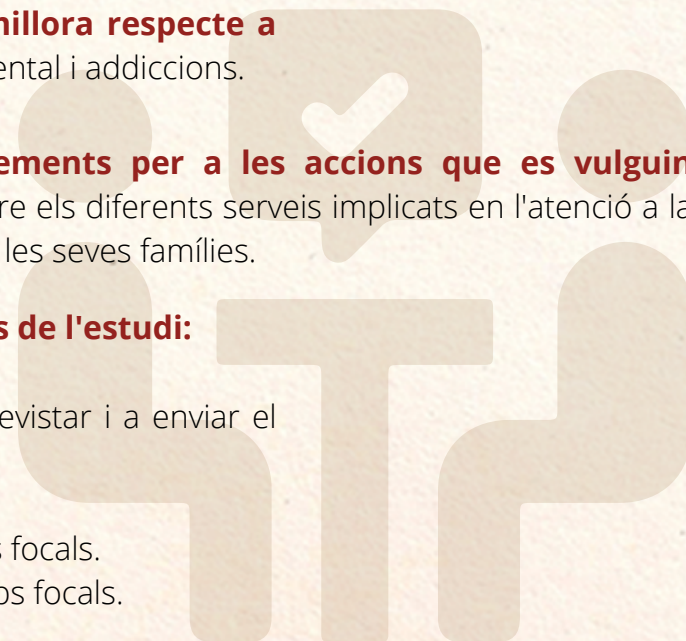 millora respecte a
ental i addiccions.
ements per a les accions que es vulguin
re els diferents serveis implicats en l'atenció a la
les seves famílies.
s de l'estudi:
evistar i a enviar el
s focals.
ps focals.